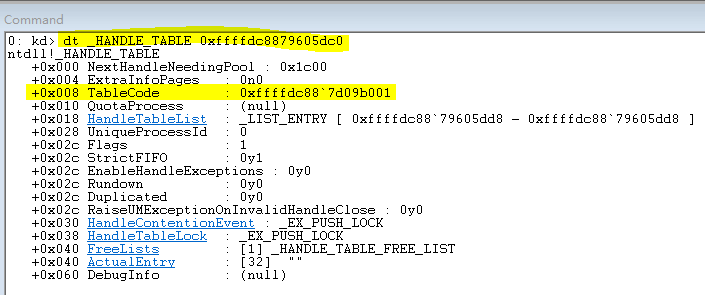 Command
0: kd> dt _HANDLE_TABLE 0xffffdc8879605dc0
ntdll!_HANDLE_TABLE
   +0x000 NextHandleNeedingPool : 0x1c00
   +0x004 ExtraInfoPages   : 0n0
   +0x008 TableCode        : 0xffffdc88`7d09b001
   +0x010 QuotaProcess     : (null)
   +0x018 HandleTableList  : _LIST_ENTRY [ 0xffffdc88`79605dd8 - 0xffffdc88`79605dd8 ]
   +0x028 UniqueProcessId  : 0
   +0x02c Flags            : 1
   +0x02c StrictFIFO       : 0y1
   +0x02c EnableHandleExceptions : 0y0
   +0x02c Rundown          : 0y0
   +0x02c Duplicated       : 0y0
   +0x02c RaiseUMExceptionOnInvalidHandleClose : 0y0
   +0x030 HandleContentionEvent : _EX_PUSH_LOCK
   +0x038 HandleTableLock  : _EX_PUSH_LOCK
   +0x040 FreeLists        : [1] _HANDLE_TABLE_FREE_LIST
   +0x040 ActualEntry      : [32]  ""
   +0x060 DebugInfo        : (null)